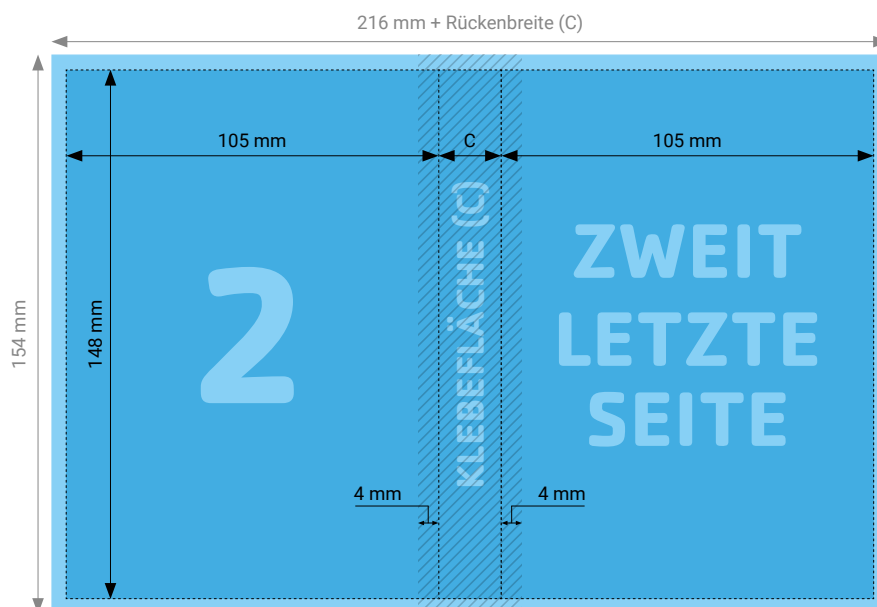 216 mm + Rückenbreite (C)
105 mm
C
105 mm
154 mm
148 mm
2
KLEBEFLÄCHE (C)
ZWEIT
LETZTE
SEITE
4 mm
4 mm